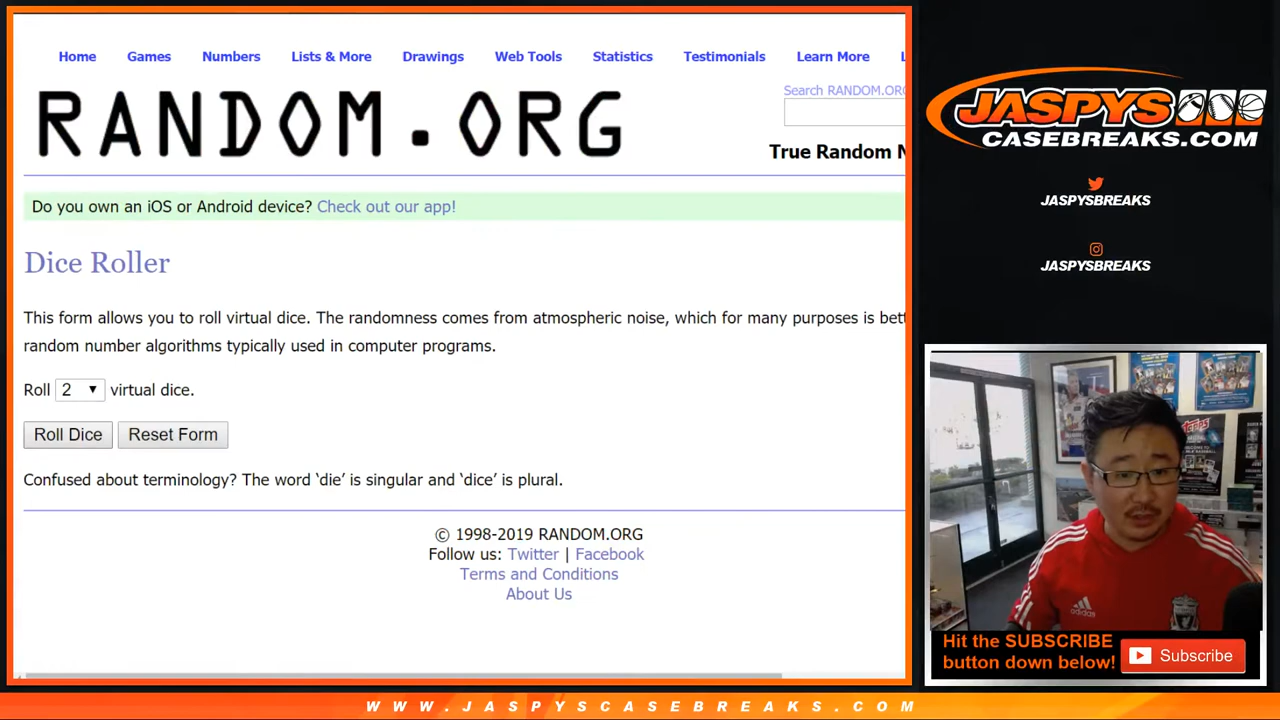 Home Games Numbers Lists & More Drawings Web Tools Statistics Testimonials Learn More
Search RANDOM.ORG
RANDOM.ORG
True Random N
Do you own an iOS or Android device? Check out our app!
Dice Roller
This form allows you to roll virtual dice. The randomness comes from atmospheric noise, which for many purposes is bett
random number algorithms typically used in computer programs.
Roll 2 virtual dice.
Roll Dice Reset Form
Confused about terminology? The word ‘die’ is singular and ‘dice’ is plural.
© 1998-2019 RANDOM.ORG
Follow us: Twitter | Facebook
Terms and Conditions
About Us
JASPYS
CASEBREAKS.COM
JASPYSBREAKS
JASPYSBREAKS
topps
adidas
Hit the SUBSCRIBE
button down below!
Subscribe
WWW.JASPYSCASEBREAKS.COM